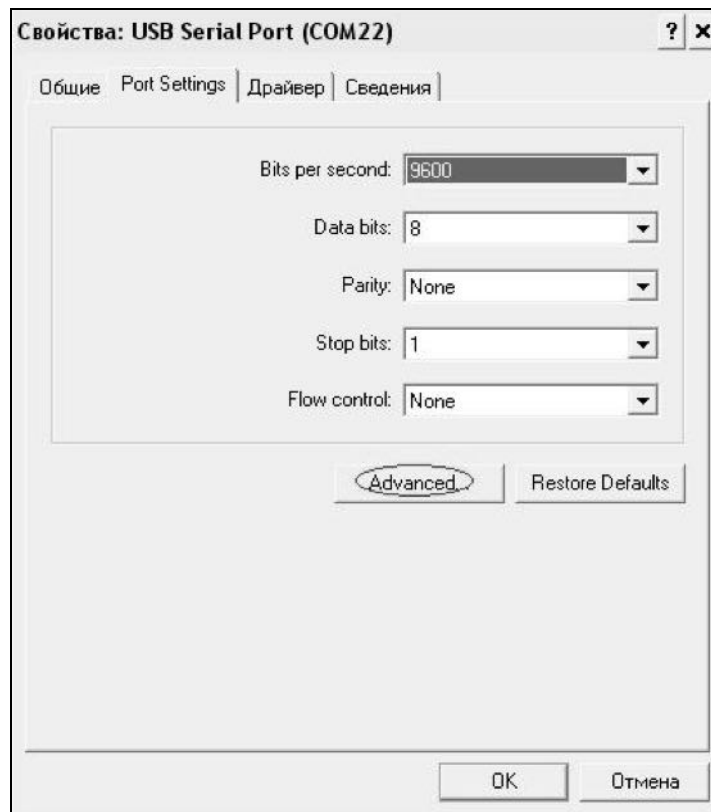 Свойства: USB Serial Port (COM22)
? ×
Общие Port Settings Драйвер Сведения
Bits per second: 9600
Data bits: 8
Parity: None
Stop bits: 1
Flow control: None
Advanced.. Restore Defaults
OK Отмена